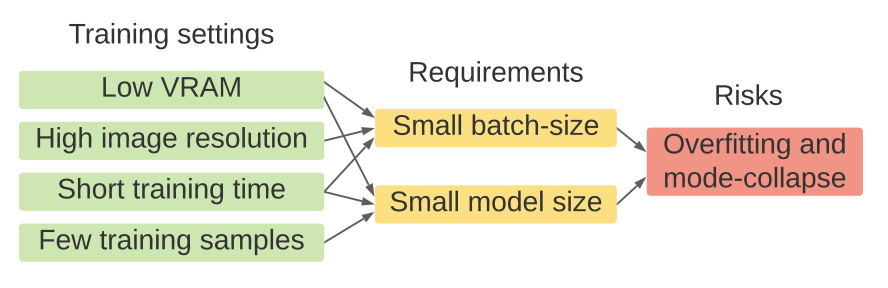 Training settings
Low VRAM
High image resolution
Short training time
Few training samples
Requirements
Small batch-size
Small model size
Risks
Overfitting and
mode-collapse